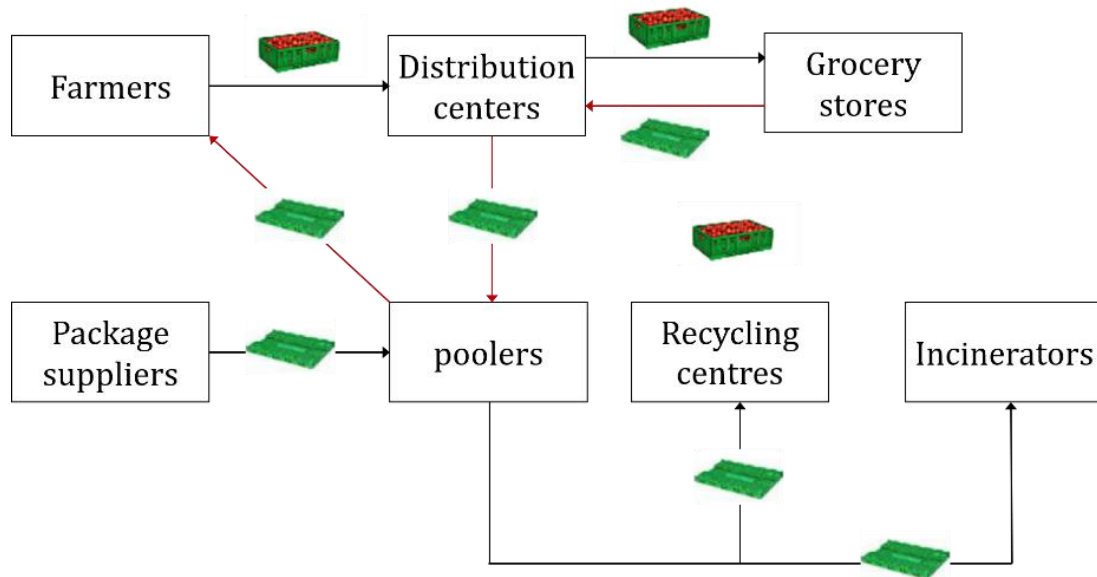 Farmers
Distribution
centers
Grocery
stores
Package
suppliers
poolers
Recycling
centres
Incinerators